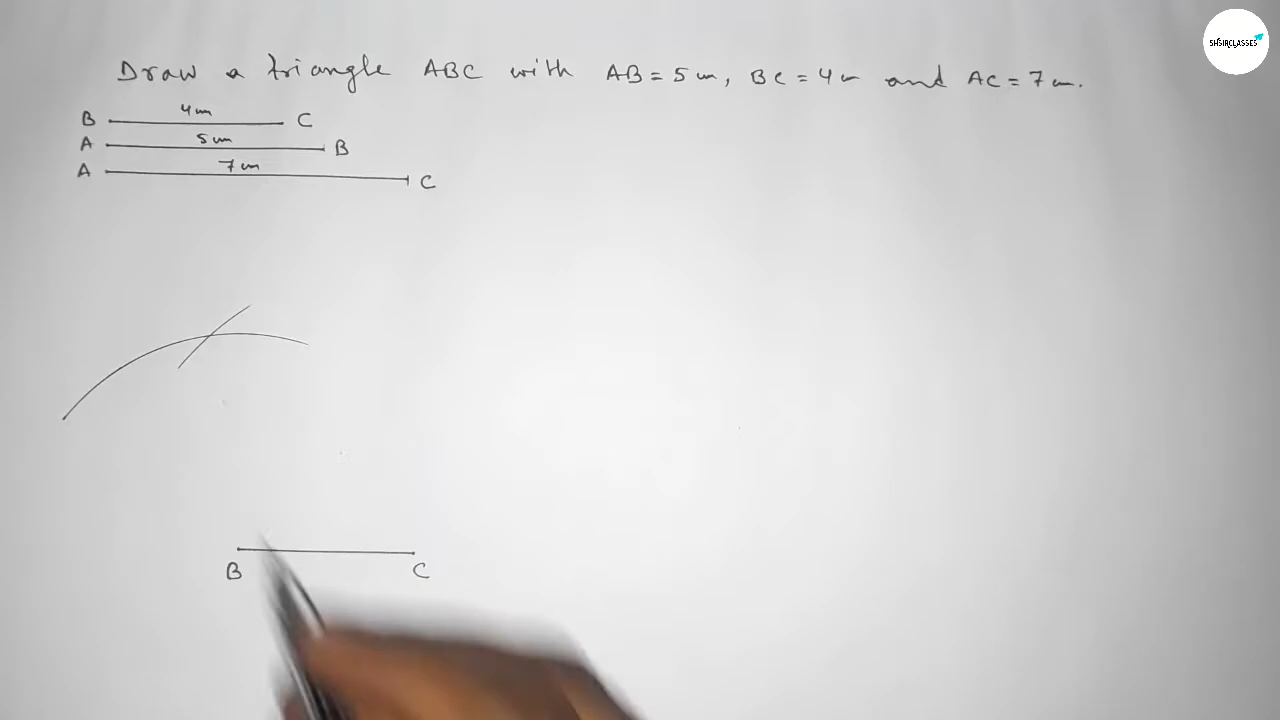 SHSIRCLASSES
Draw a triangle ABC with AB = 5 cm, BC = 4 cm and AC = 7 cm.
B 4 cm C
A 5 cm B
A 7 cm C
B C